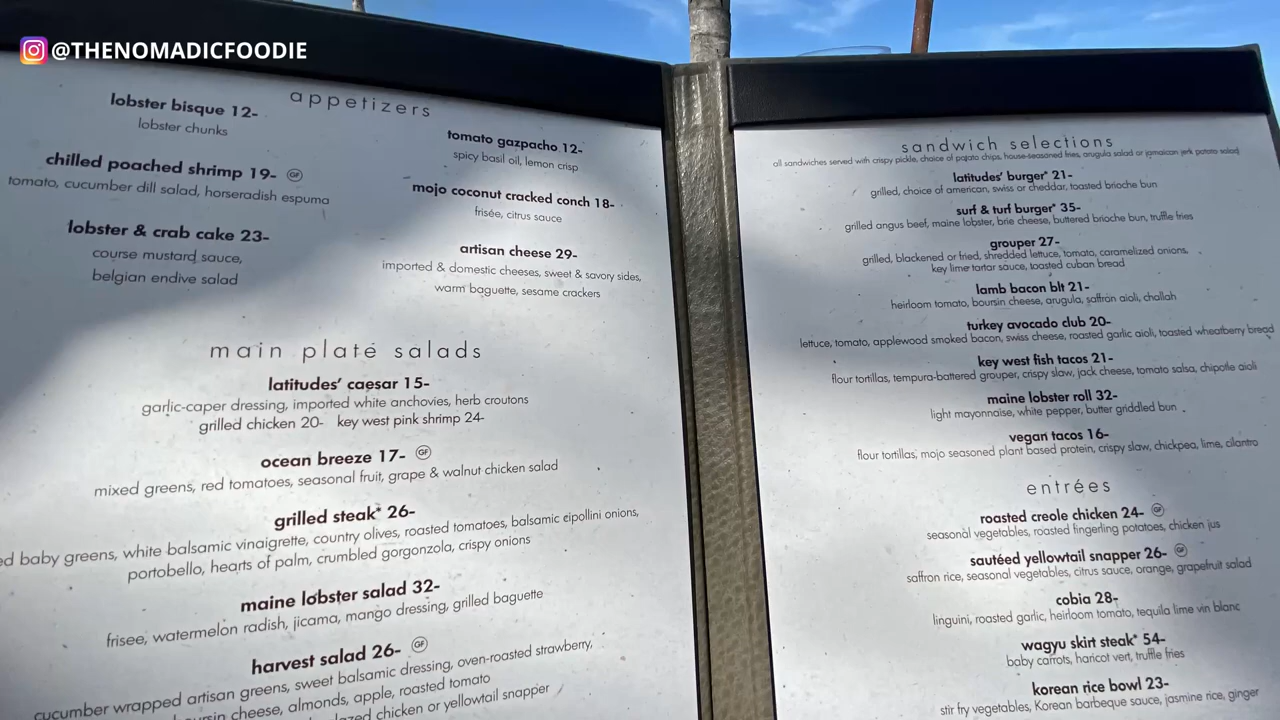 @THENOMADICFOODIE
appetizers
lobster bisque 12-
lobster chunks
chilled poached shrimp 19- GF
tomato, cucumber dill salad, horseradish espuma
lobster & crab cake 23-
course mustard sauce,
belgian endive salad
tomato gazpacho 12-
spicy basil oil, lemon crisp
mojo coconut cracked conch 18-
frisée, citrus sauce
artisan cheese 29-
imported & domestic cheeses, sweet & savory sides,
warm baguette, sesame crackers
main plate salads
latitudes' caesar 15-
garlic-caper dressing, imported white anchovies, herb croutons
grilled chicken 20- key west pink shrimp 24-
ocean breeze 17- GF
mixed greens, red tomatoes, seasonal fruit, grape & walnut chicken salad
grilled steak* 26-
baby greens, white balsamic vinaigrette, country olives, roasted tomatoes, balsamic cipollini onions,
portobello, hearts of palm, crumbled gorgonzola, crispy onions
maine lobster salad 32-
frisee, watermelon radish, jicama, mango dressing, grilled baguette
harvest salad 26- GF
cucumber wrapped artisan greens, sweet balsamic dressing, oven-roasted strawberry,
cheese, almonds, apple, roasted tomato
chicken or yellowtail snapper
sandwich selections
all sandwiches served with crispy pickle, choice of potato chips, house-seasoned fries, arugula salad or jamaican jerk potato salad
latitudes' burger* 21-
grilled, choice of american, swiss or cheddar, toasted brioche bun
surf & turf burger* 35-
grilled angus beef, maine lobster, brie cheese, buttered brioche bun, truffle fries
grouper 27-
grilled, blackened or fried, shredded lettuce, tomato, caramelized onions,
key lime tartar sauce, toasted cuban bread
lamb bacon blt 21-
heirloom tomato, boursin cheese, arugula, saffron aioli, challah
turkey avocado club 20-
lettuce, tomato, applewood smoked bacon, swiss cheese, roasted garlic aioli, toasted wheatberry bread
key west fish tacos 21-
flour tortillas, tempura-battered grouper, crispy slaw, jack cheese, tomato salsa, chipotle aioli
maine lobster roll 32-
light mayonnaise, white pepper, butter griddled bun
vegan tacos 16-
flour tortillas, mojo seasoned plant based protein, crispy slaw, chickpea, lime, cilantro
entrées
roasted creole chicken 24- GF
seasonal vegetables, roasted fingerling potatoes, chicken jus
sautéed yellowtail snapper 26- GF
saffron rice, seasonal vegetables, citrus sauce, orange, grapefruit salad
cobia 28-
linguini, roasted garlic, heirloom tomato, tequila lime vin blanc
wagyu skirt steak* 54-
baby carrots, haricot vert, truffle fries
korean rice bowl 23-
stir fry vegetables, Korean barbeque sauce, jasmine rice, ginger